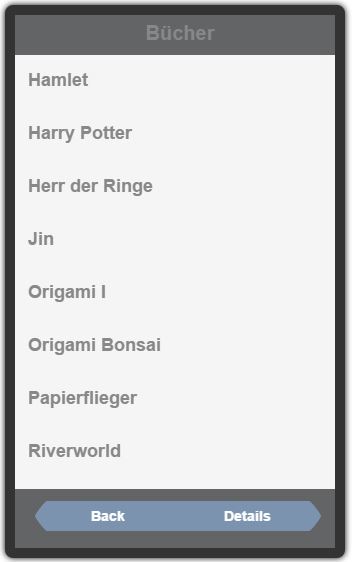 Bücher
Hamlet
Harry Potter
Herr der Ringe
Jin
Origami I
Origami Bonsai
Papierflieger
Riverworld
Back
Details